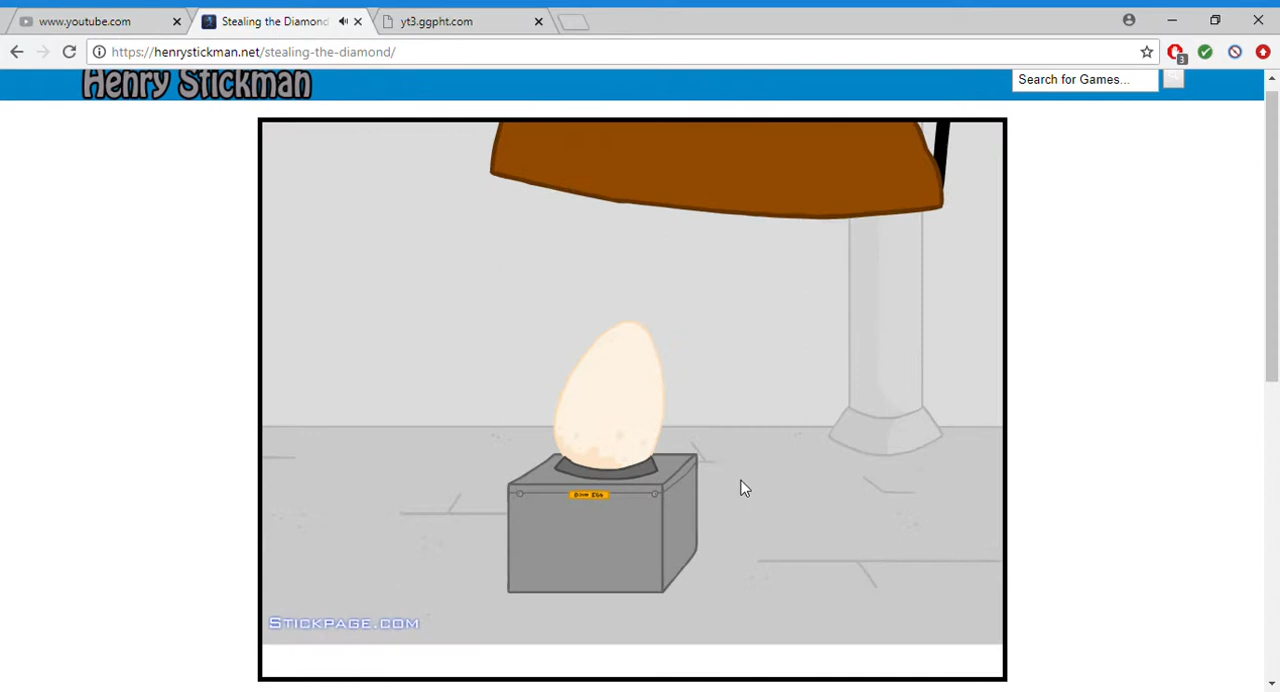 www.youtube.com
Stealing the Diamond
yt3.ggpht.com
https://henrystickman.net/stealing-the-diamond/
3
Henry Stickman
Search for Games...
STICKPAGE.COM